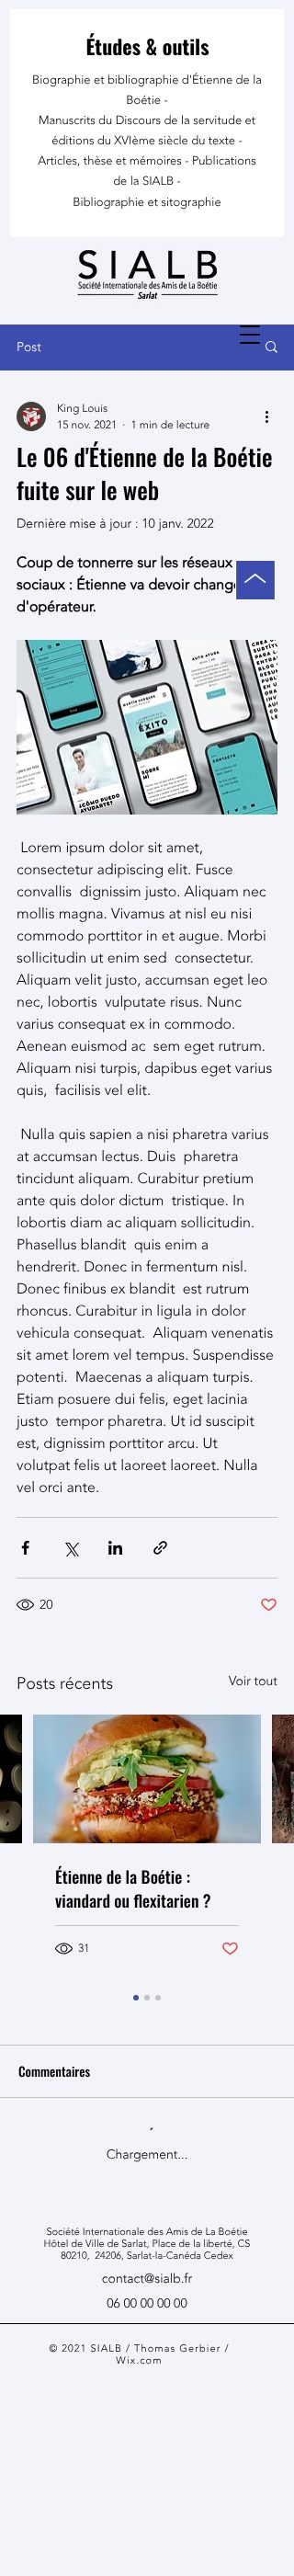 Études & outils
Biographie et bibliographie d'Étienne de la
Boétie -
Manuscrits du Discours de la servitude et
éditions du XVIème siècle du texte -
Articles, thèse et mémoires - Publications
de la SIALB -
Bibliographie et sitographie
SIALB
Société Internationale des Amis de La Boétie
Sarlat
Post
King Louis
15 nov. 2021 · 1 min de lecture
Le 06 d'Étienne de la Boétie
fuite sur le web
Dernière mise à jour : 10 janv. 2022
Coup de tonnerre sur les réseaux
sociaux : Étienne va devoir change
d'opérateur.
AUTO-AYUDA
ÉXITO
SOBRE
MÍ
¿CÓMO PUEDO
AYUDARTE?
CONTACTO
Lorem ipsum dolor sit amet,
consectetur adipiscing elit. Fusce
convallis  dignissim justo. Aliquam nec
mollis magna. Vivamus at nisl eu nisi
commodo porttitor in et augue. Morbi
sollicitudin ut enim sed  consectetur.
Aliquam velit justo, accumsan eget leo
nec, lobortis  vulputate risus. Nunc
varius consequat ex in commodo.
Aenean euismod ac  sem eget rutrum.
Aliquam nisi turpis, dapibus eget varius
quis,  facilisis vel elit.
Nulla quis sapien a nisi pharetra varius
at accumsan lectus. Duis  pharetra
tincidunt aliquam. Curabitur pretium
ante quis dolor dictum  tristique. In
lobortis diam ac aliquam sollicitudin.
Phasellus blandit  quis enim a
hendrerit. Donec in fermentum nisl.
Donec finibus ex blandit  est rutrum
rhoncus. Curabitur in ligula in dolor
vehicula consequat.  Aliquam venenatis
sit amet lorem vel tempus. Suspendisse
potenti.  Maecenas a aliquam turpis.
Etiam posuere dui felis, eget lacinia
justo  tempor pharetra. Ut id suscipit
est, dignissim porttitor arcu. Ut
volutpat felis ut laoreet laoreet. Nulla
vel orci ante.
20
Posts récents
Voir tout
Étienne de la Boétie :
viandard ou flexitarien ?
31
Commentaires
Chargement...
Société Internationale des Amis de La Boétie
Hôtel de Ville de Sarlat, Place de la liberté, CS
80210,  24206, Sarlat-la-Canéda Cedex
contact@sialb.fr
06 00 00 00 00
© 2021 SIALB / Thomas Gerbier /
Wix.com